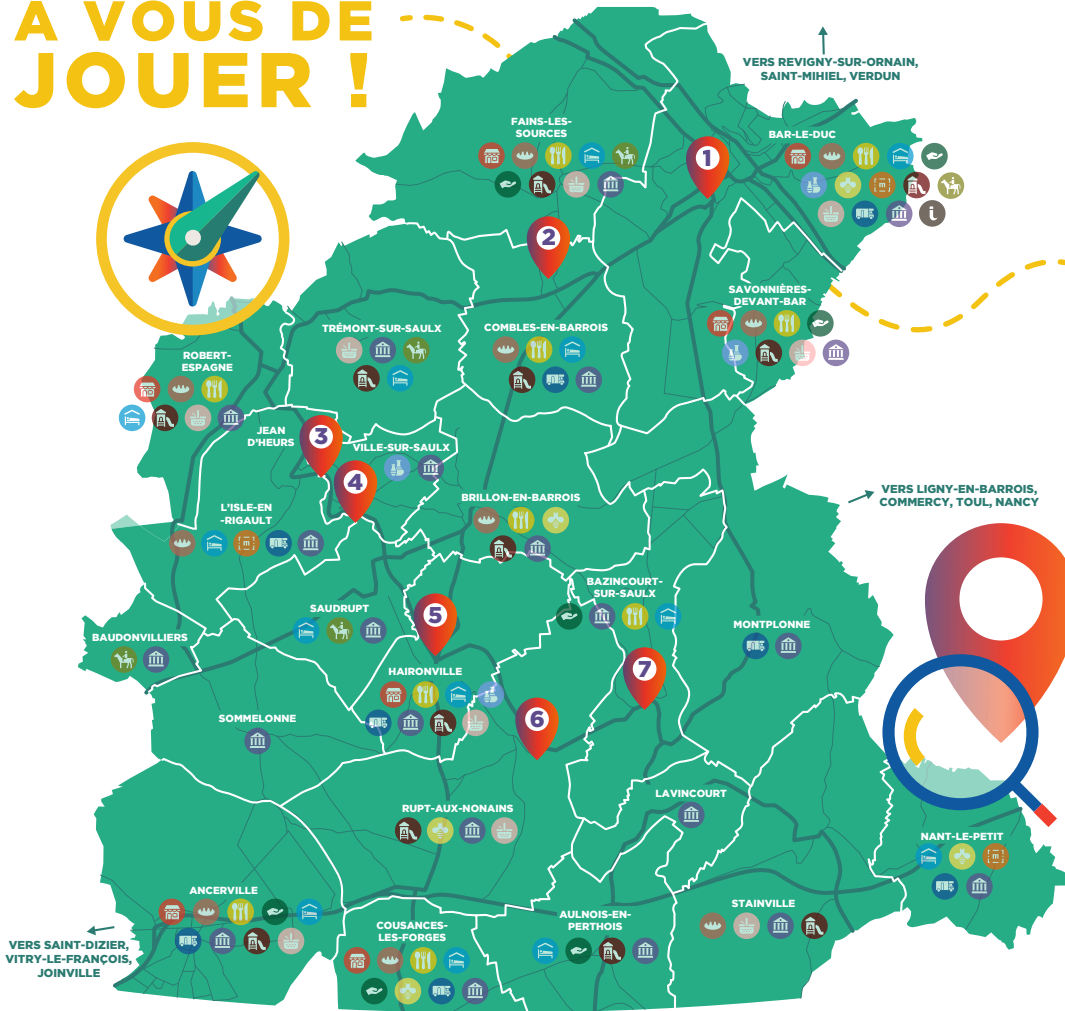 A VOUS DE
JOUER !
VERS REVIGNY-SUR-ORNAIN,
SAINT-MIHIEL, VERDUN
FAINS-LES-
SOURCES
BAR-LE-DUC
1
2
SAVONNIÈRES-
DEVANT-BAR
TRÉMONT-SUR-SAULX
COMBLES-EN-BARROIS
ROBERT-
ESPAGNE
JEAN
D'HEURS
3
VILLE-SUR-SAULX
4
L'ISLE-EN
-RIGAULT
BRILLON-EN-BARROIS
VERS LIGNY-EN-BARROIS,
COMMERCY, TOUL, NANCY
BAZINCOURT-
SUR-SAULX
SAUDRUPT
5
MONTPLONNE
BAUDONVILLIERS
HAIRONVILLE
7
6
SOMMELONNE
LAVINCOURT
RUPT-AUX-NONAINS
NANT-LE-PETIT
ANCERVILLE
STAINVILLE
COUSANCES-
LES-FORGES
AULNOIS-EN-
PERTHOIS
VERS SAINT-DIZIER,
VITRY-LE-FRANÇOIS,
JOINVILLE